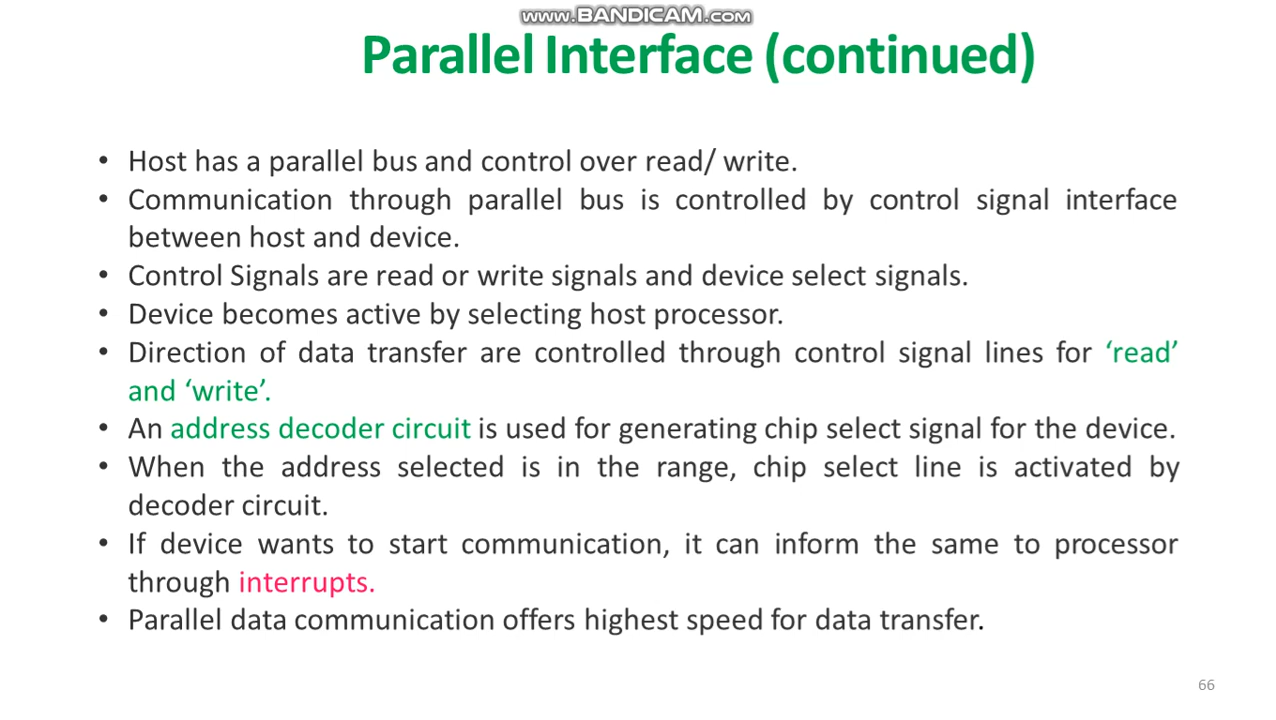 www.BANDICAM.com
Parallel Interface (continued)
• Host has a parallel bus and control over read/ write.
• Communication through parallel bus is controlled by control signal interface
between host and device.
• Control Signals are read or write signals and device select signals.
• Device becomes active by selecting host processor.
• Direction of data transfer are controlled through control signal lines for ‘read’
and ‘write’.
• An address decoder circuit is used for generating chip select signal for the device.
• When the address selected is in the range, chip select line is activated by
decoder circuit.
• If device wants to start communication, it can inform the same to processor
through interrupts.
• Parallel data communication offers highest speed for data transfer.
66